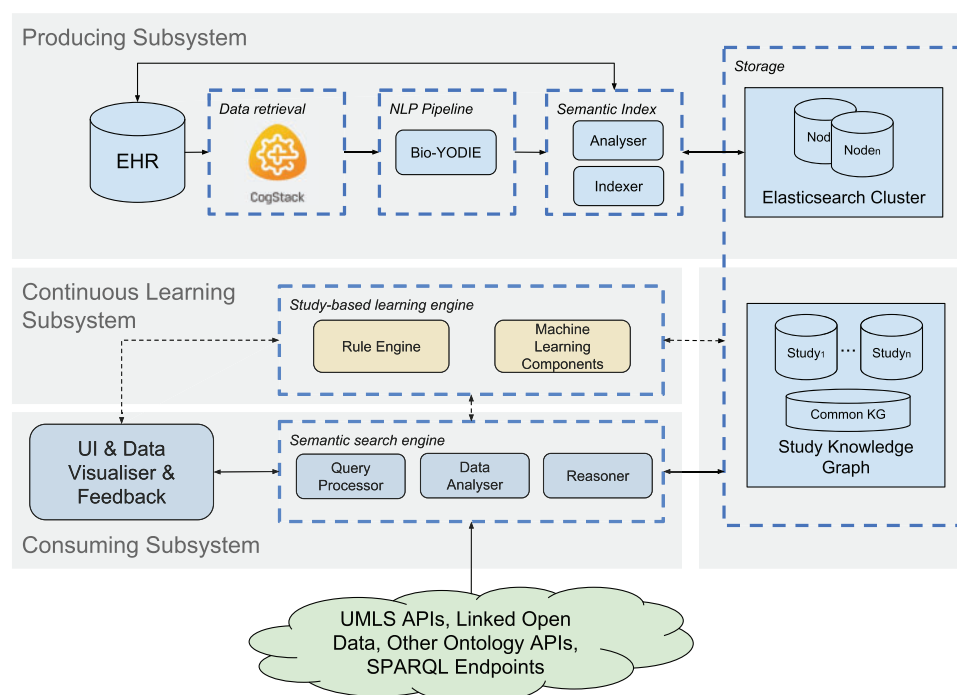 Producing Subsystem
Storage
Data retrieval
NLP Pipeline
Semantic Index
EHR
CogStack
Bio-YODIE
Analyser
Indexer
Nod
Noden
Elasticsearch Cluster
Continuous Learning
Subsystem
Study-based learning engine
Rule Engine
Machine
Learning
Components
Study1
...
Studyn
Common KG
Study Knowledge
Graph
UI & Data
Visualiser &
Feedback
Semantic search engine
Query
Processor
Data
Analyser
Reasoner
Consuming Subsystem
UMLS APIs, Linked Open
Data, Other Ontology APIs,
SPARQL Endpoints